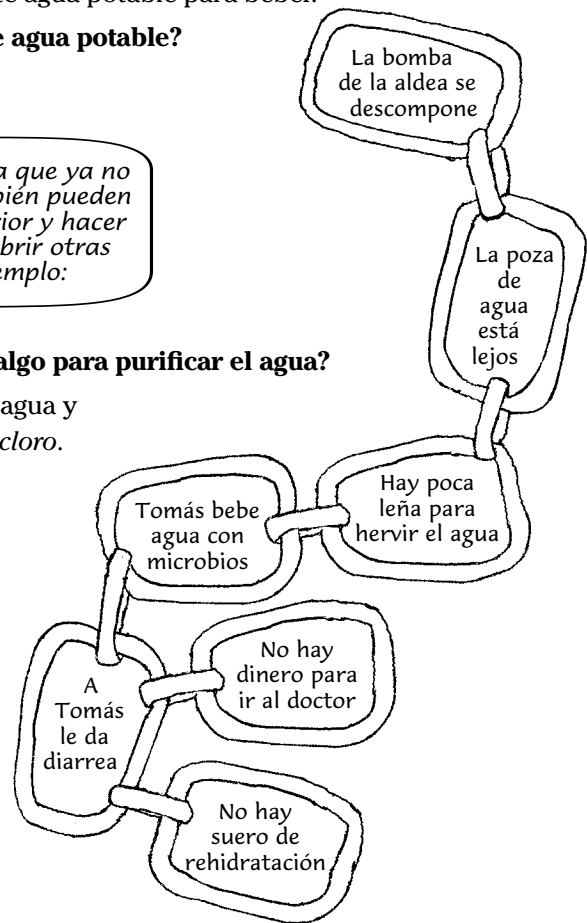 e agua potable para beber.
e agua potable?
a que ya no
bién pueden
rior y hacer
brir otras
emplo:
algo para purificar el agua?
agua y
cloro.
La bomba
de la aldea se
descompone
La poza
de
agua
está
lejos
Hay poca
leña para
hervir el agua
Tomás bebe
agua con
microbios
A
Tomás
le da
diarrea
No hay
dinero para
ir al doctor
No hay
suero de
rehidratación